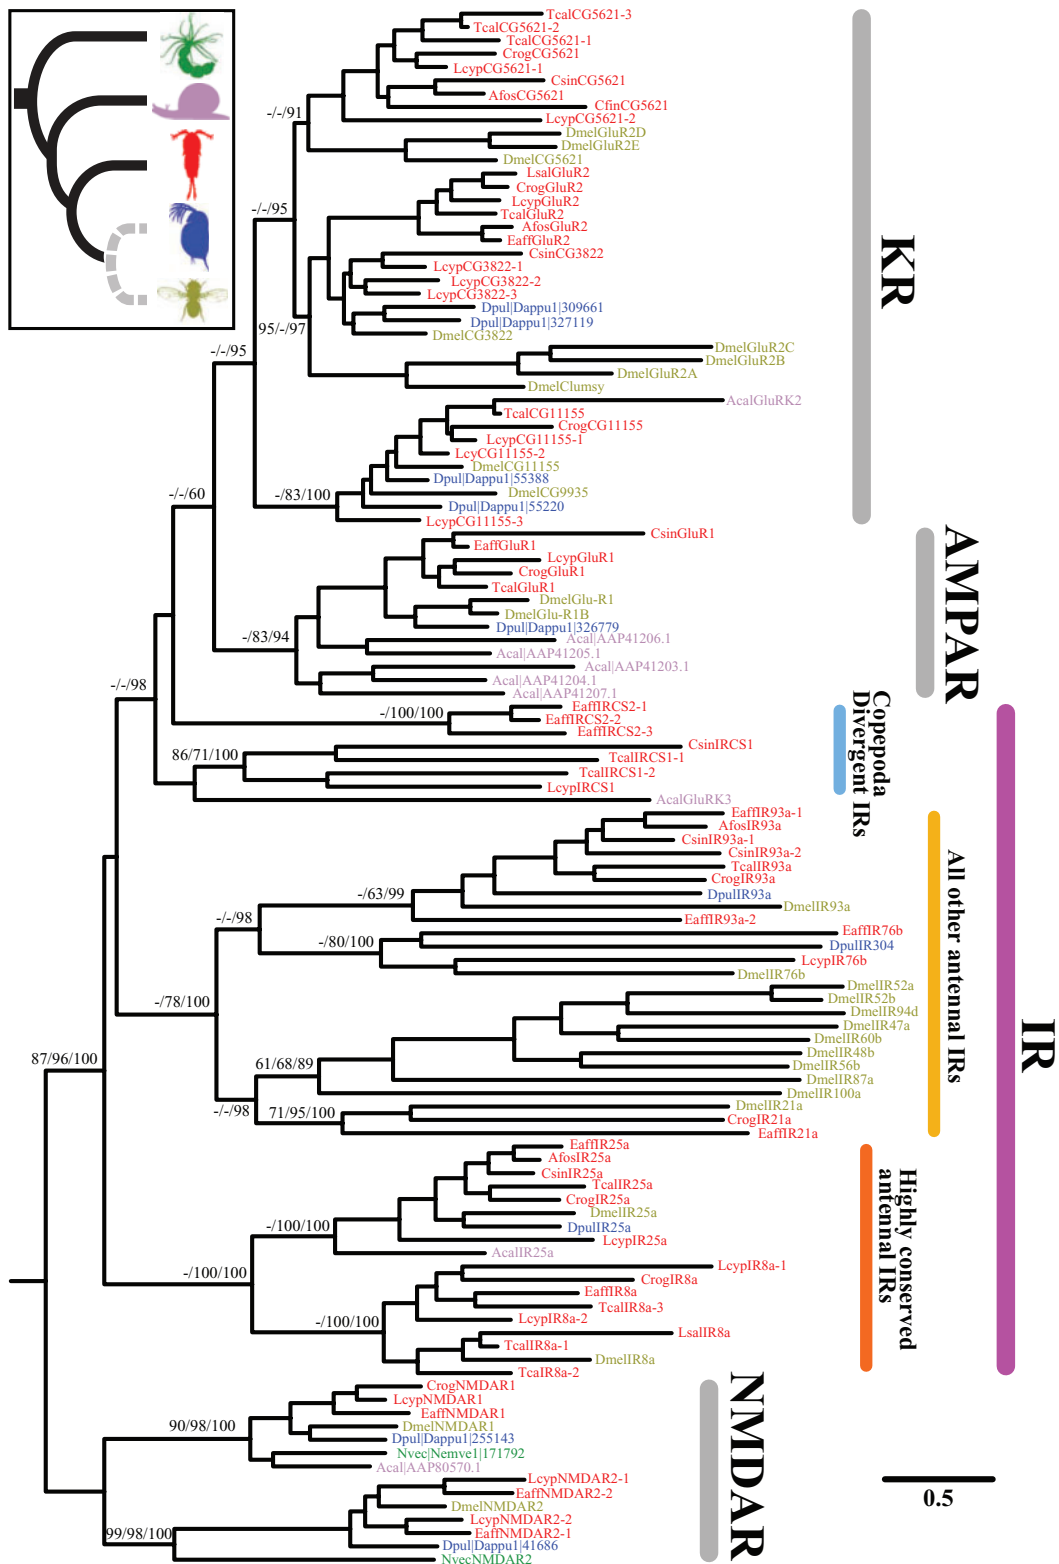 TcalCG5621-3
TcalCG5621-2
TcalCG5621-1
CrogCG5621
LcypCG5621-1
CsinCG5621
-/-/91
AfosCG5621
CfinCG5621
LcypCG5621-2
DmelGluR2D
DmelGluR2E
DmelCG5621
LsalGluR2
CrogGluR2
LcypGluR2
-/-/95
TcalGluR2
AfosGluR2
EaffGluR2
CsinCG3822
LcypCG3822-1
LcypCG3822-2
LcypCG3822-3
Dpul|Dappu1|309661
Dpul|Dappu1|327119
95/-/97
DmelCG3822
DmelGluR2C
-/-/95
DmelGluR2B
DmelGluR2A
DmelClumsy
AcalGluRK2
TcalCG11155
CrogCG11155
LcypCG11155-1
LcyCG11155-2
DmelCG11155
Dpul|Dappu1|55388
-/-/60
-/83/100
DmelCG9935
Dpul|Dappu1|55220
LcypCG11155-3
KR
CsinGluR1
EaffGluR1
LcypGluR1
CrogGluR1
TcalGluR1
DmelGlu-R1
DmelGlu-R1B
Dpul|Dappu1|326779
-/83/94
Acal|AAP41206.1
Acal|AAP41205.1
Acal|AAP41203.1
Acal|AAP41204.1
Acal|AAP41207.1
AMPAR
-/-/98
EaffIRCS2-1
-/100/100
EaffIRCS2-2
EaffIRCS2-3
86/71/100
CsinIRCS1
TcalIRCS1-1
TcalIRCS1-2
LcypIRCS1
AcalGluRK3
Copepoda
Divergent IRs
EaffIR93a-1
AfosIR93a
CsinIR93a-1
CsinIR93a-2
TcalIR93a
CrogIR93a
-/63/99
DpulIR93a
DmelIR93a
-/-/98
EaffIR93a-2
EaffIR76b
-/80/100
DpulIR304
LcypIR76b
DmelIR76b
DmelIR52a
-/78/100
DmelIR52b
DmelIR94d
DmelIR47a
DmelIR60b
87/96/100
DmelIR48b
61/68/89
DmelIR56b
DmelIR87a
DmelIR100a
-/-/98
71/95/100
DmelIR21a
CrogIR21a
EaffIR21a
All other antennal IRs
IR
EaffIR25a
AfosIR25a
CsinIR25a
TcalIR25a
CrogIR25a
DmelIR25a
-/100/100
DpulIR25a
LcypIR25a
AcalIR25a
-/100/100
LcypIR8a-1
CrogIR8a
EaffIR8a
TcalIR8a-3
-/100/100
LcypIR8a-2
LsalIR8a
TcalIR8a-1
DmelIR8a
TcaIR8a-2
Highly conserved
antennal IRs
CrogNMDAR1
LcypNMDAR1
EaffNMDAR1
90/98/100
DmelNMDAR1
Dpul|Dappu1|255143
Nvec|Nemve1|171792
Acal|AAP80570.1
LcypNMDAR2-1
EaffNMDAR2-2
DmelNMDAR2
LcypNMDAR2-2
99/98/100
EaffNMDAR2-1
Dpul|Dappu1|41686
NvecNMDAR2
NMDAR
0.5